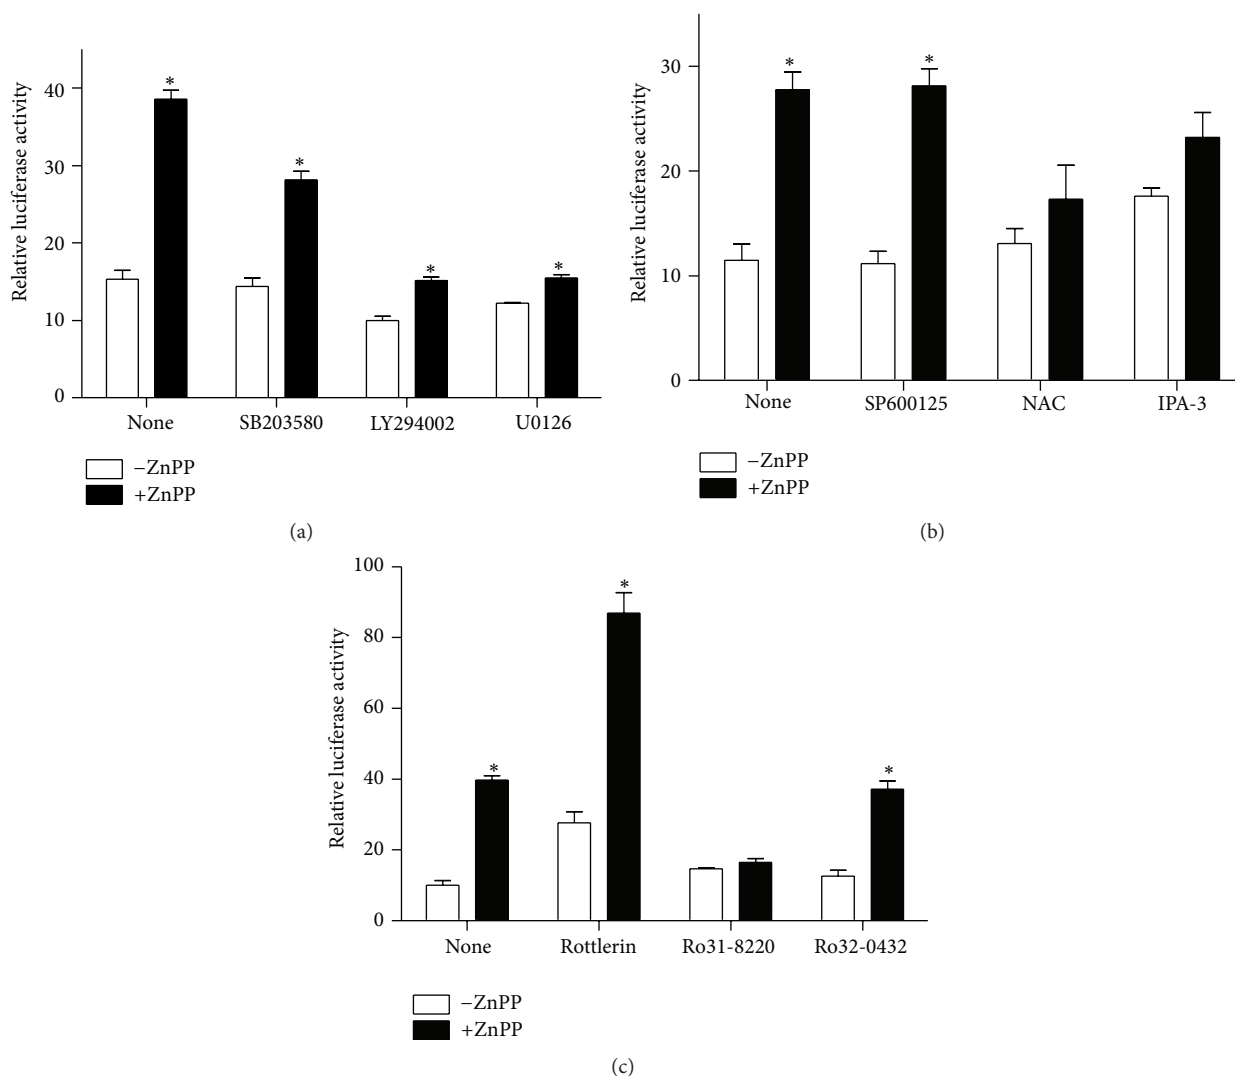 Relative luciferase activity
40
30
20
10
0
* * * *
None SB203580 LY294002 U0126
−ZnPP
+ZnPP
(a)
Relative luciferase activity
30
20
10
0
* *
None SP600125 NAC IPA-3
−ZnPP
+ZnPP
(b)
Relative luciferase activity
100
80
60
40
20
0
* * *
None Rottlerin Ro31-8220 Ro32-0432
−ZnPP
+ZnPP
(c)